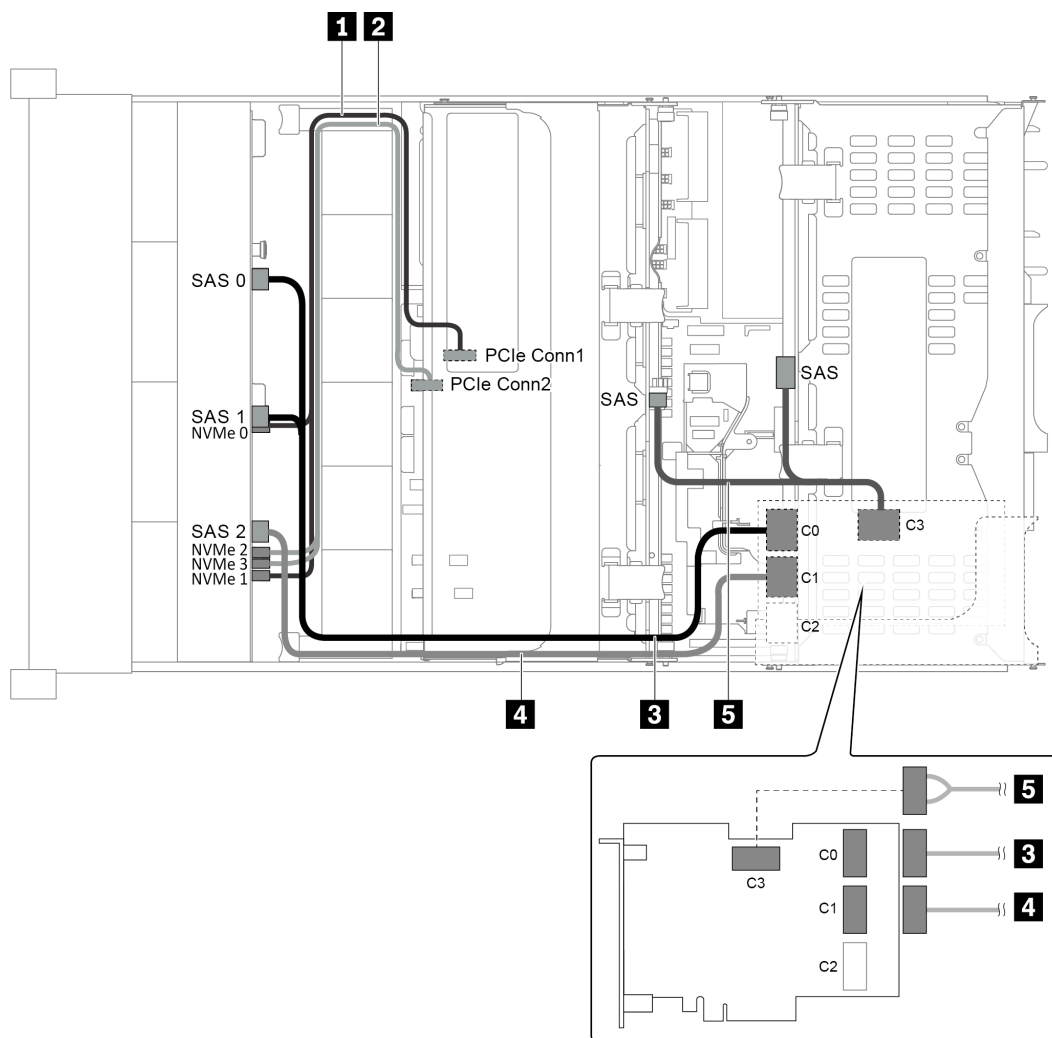 1 2
SAS 0
PCIe Conn1
PCIe Conn2
SAS
SAS
SAS 1
NVMe 0
SAS 2
NVMe 2
NVMe 3
NVMe 1
C0
C3
C1
C2
4 3 5
5
C0
3
C3
C1
4
C2